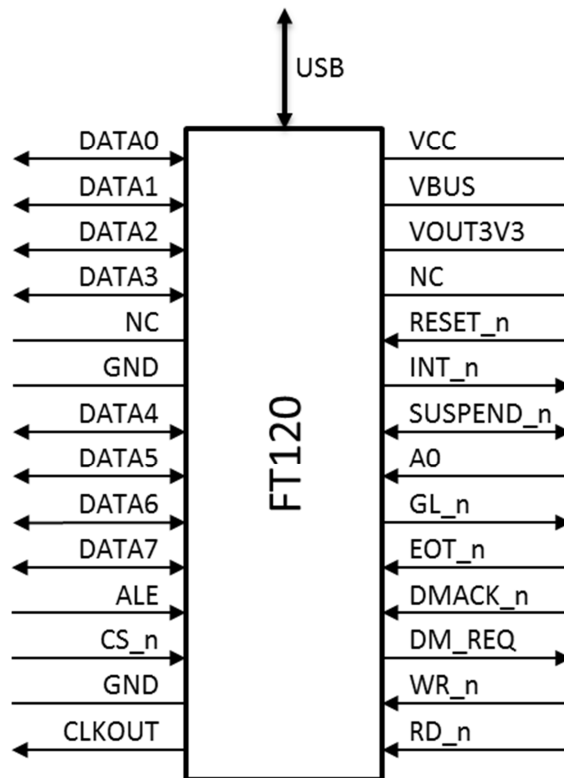 USB
DATA0
DATA1
DATA2
DATA3
NC
GND
DATA4
DATA5
DATA6
DATA7
ALE
CS_n
GND
CLKOUT
FT120
VCC
VBUS
VOUT3V3
NC
RESET_n
INT_n
SUSPEND_n
A0
GL_n
EOT_n
DMACK_n
DM_REQ
WR_n
RD_n